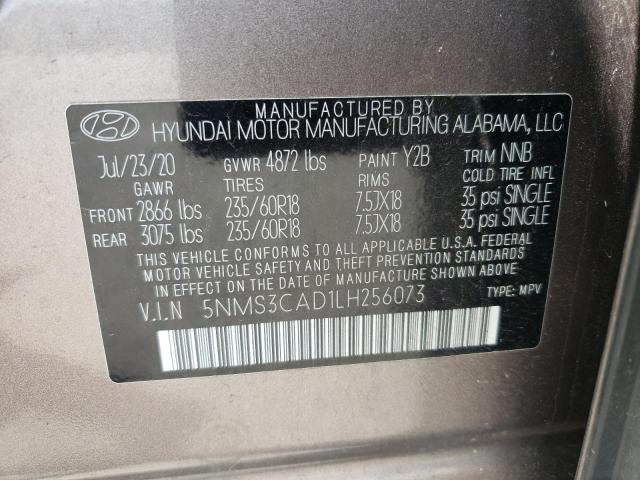 MANUFACTURED BY
HYUNDAI MOTOR MANUFACTURING ALABAMA, LLC
Jul/23/20 GVWR 4872 lbs PAINT Y2B TRIM NNB
GAWR TIRES RIMS COLD TIRE INFL
FRONT 2866 lbs 235/60R18 7.5JX18 35 psi SINGLE
REAR 3075 lbs 235/60R18 7.5JX18 35 psi SINGLE
THIS VEHICLE CONFORMS TO ALL APPLICABLE U.S.A. FEDERAL
MOTOR VEHICLE SAFETY AND THEFT PREVENTION STANDARDS
IN EFFECT ON THE DATE OF MANUFACTURE SHOWN ABOVE.
V.I.N 5NMS3CAD1LH256073 TYPE: MPV